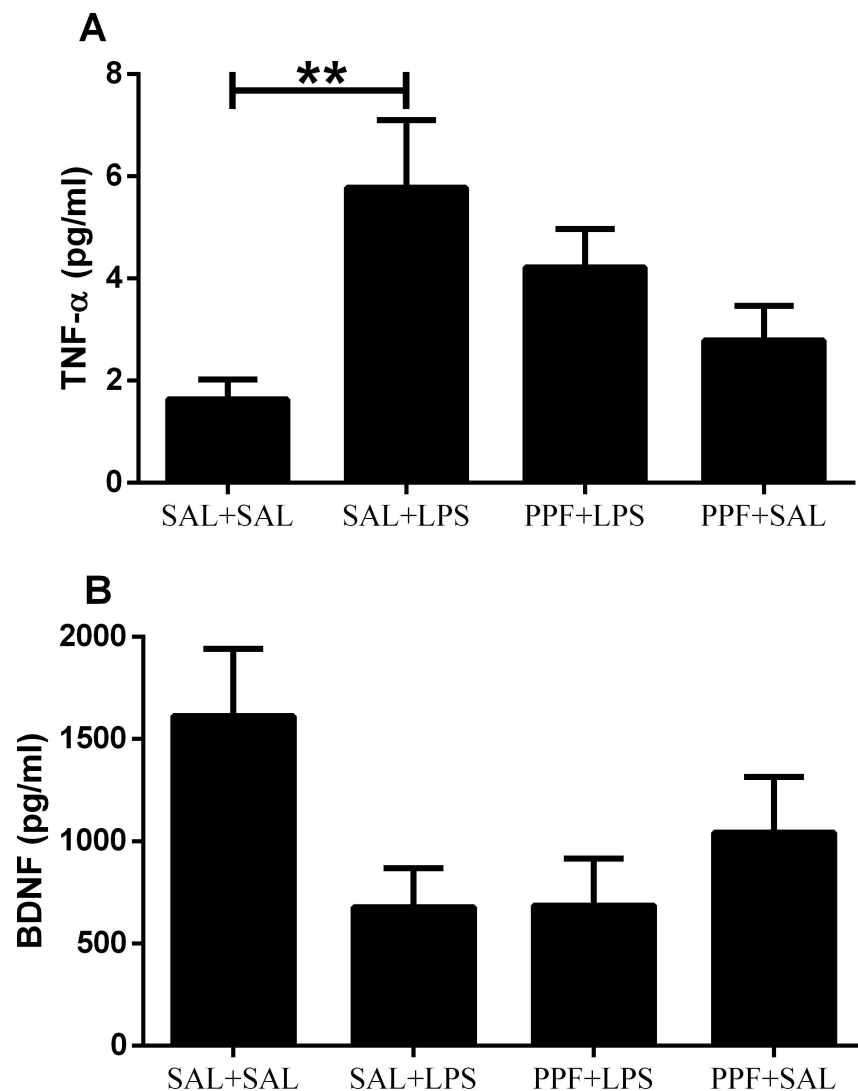 A
**
TNF-α (pg/ml)
8
6
4
2
0
SAL+SAL SAL+LPS PPF+LPS PPF+SAL
B
BDNF (pg/ml)
2000
1500
1000
500
0
SAL+SAL SAL+LPS PPF+LPS PPF+SAL